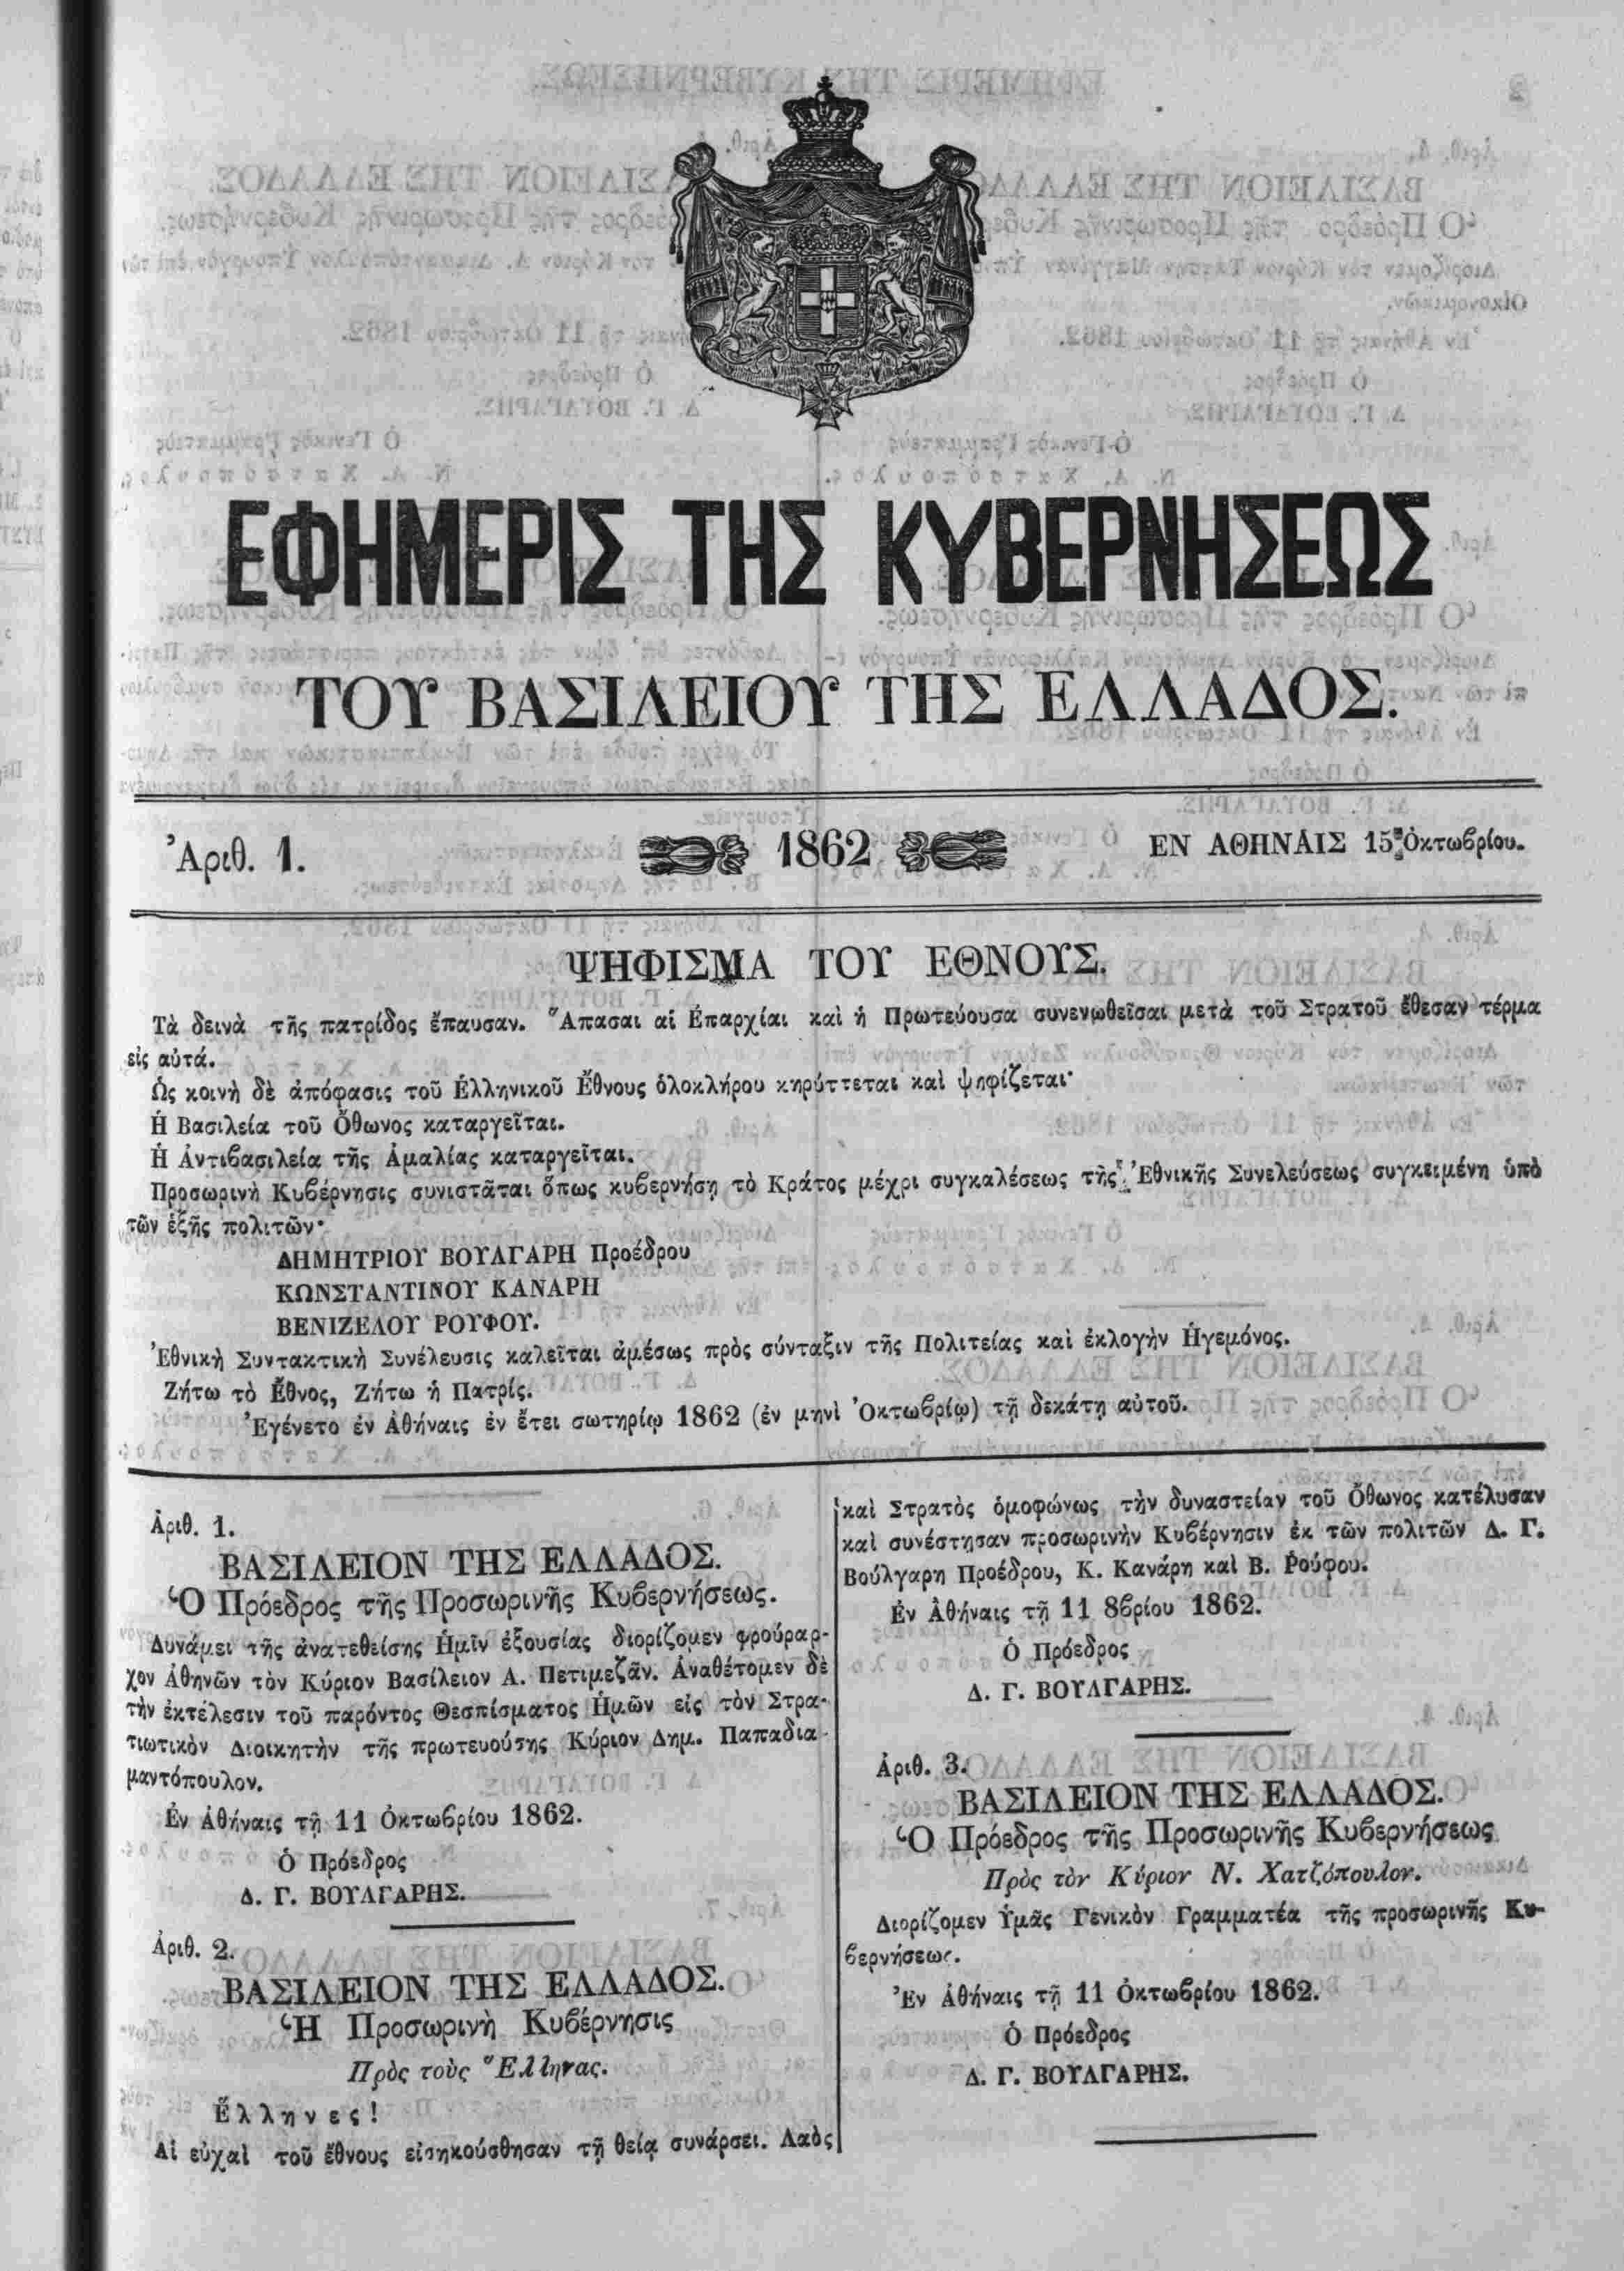 ΕΦΗΜΕΡΙΣ ΤΗΣ ΚΥΒΕΡΝΗΣΕΩΣ
ΤΟΥ ΒΑΣΙΛΕΙΟΥ ΤΗΣ ΕΛΛΑΔΟΣ.
Ἀριθ. 1.
1862
ΕΝ ΑΘΗΝΑΙΣ 15 Ὀκτωβρίου.
ΨΗΦΙΣΜΑ ΤΟΥ ΕΘΝΟΥΣ.
Τὰ δεινὰ τῆς πατρίδος ἔπαυσαν. Ἅπασαι αἱ Ἐπαρχίαι καὶ ἡ Πρωτεύουσα συνενωθεῖσαι μετὰ τοῦ Στρατοῦ ἔθεσαν τέρμα
εἰς αὐτά.
Ὡς κοινὴ δὲ ἀπόφασις τοῦ Ἑλληνικοῦ Ἔθνους ὁλοκλήρου κηρύττεται καὶ ψηφίζεται·
Ἡ Βασιλεία τοῦ Ὄθωνος καταργεῖται.
Ἡ Ἀντιβασιλεία τῆς Ἀμαλίας καταργεῖται.
Προσωρινὴ Κυβέρνησις συνιστᾶται ὅπως κυβερνήσῃ τὸ Κράτος μέχρι συγκαλέσεως τῆς Ἐθνικῆς Συνελεύσεως συγκειμένη ὑπὸ
τῶν ἑξῆς πολιτῶν·
ΔΗΜΗΤΡΙΟΥ ΒΟΥΛΓΑΡΗ Προέδρου
ΚΩΝΣΤΑΝΤΙΝΟΥ ΚΑΝΑΡΗ
ΒΕΝΙΖΕΛΟΥ ΡΟΥΦΟΥ.
Ἐθνικὴ Συντακτικὴ Συνέλευσις καλεῖται ἀμέσως πρὸς σύνταξιν τῆς Πολιτείας καὶ ἐκλογὴν Ἡγεμόνος.
Ζήτω τὸ Ἔθνος, Ζήτω ἡ Πατρίς.
Ἐγένετο ἐν Ἀθήναις ἐν ἔτει σωτηρίῳ 1862 (ἐν μηνὶ Ὀκτωβρίῳ) τῇ δεκάτῃ αὐτοῦ.
Ἀριθ. 1.
ΒΑΣΙΛΕΙΟΝ ΤΗΣ ΕΛΛΑΔΟΣ.
Ὁ Πρόεδρος τῆς Προσωρινῆς Κυβερνήσεως.
Δυνάμει τῆς ἀνατεθείσης Ἡμῖν ἐξουσίας διορίζομεν φρούραρ-
χον Ἀθηνῶν τὸν Κύριον Βασίλειον Α. Πετιμεζᾶν. Ἀναθέτομεν δὲ
τὴν ἐκτέλεσιν τοῦ παρόντος Θεσπίσματος Ἡμῶν εἰς τὸν Στρα-
τιωτικὸν Διοικητὴν τῆς πρωτευούσης Κύριον Δημ. Παπαδια-
μαντόπουλον.
Ἐν Ἀθήναις τῇ 11 Ὀκτωβρίου 1862.
Ὁ Πρόεδρος
Δ. Γ. ΒΟΥΛΓΑΡΗΣ.
Ἀριθ. 2.
ΒΑΣΙΛΕΙΟΝ ΤΗΣ ΕΛΛΑΔΟΣ.
Ἡ Προσωρινὴ Κυβέρνησις
Πρὸς τοὺς Ἕλληνας.
Ἕλληνες!
Αἱ εὐχαὶ τοῦ ἔθνους εἰσηκούσθησαν τῇ θείᾳ συνάρσει. Λαὸς
καὶ Στρατὸς ὁμοφώνως τὴν δυναστείαν τοῦ Ὄθωνος κατέλυσαν
καὶ συνέστησαν προσωρινὴν Κυβέρνησιν ἐκ τῶν πολιτῶν Δ. Γ.
Βούλγαρη Προέδρου, Κ. Κανάρη καὶ Β. Ῥούφου.
Ἐν Ἀθήναις τῇ 11 8βρίου 1862.
Ὁ Πρόεδρος
Δ. Γ. ΒΟΥΛΓΑΡΗΣ.
Ἀριθ. 3.
ΒΑΣΙΛΕΙΟΝ ΤΗΣ ΕΛΛΑΔΟΣ.
Ὁ Πρόεδρος τῆς Προσωρινῆς Κυβερνήσεως
Πρὸς τὸν Κύριον Ν. Χατζόπουλον.
Διορίζομεν Ὑμᾶς Γενικὸν Γραμματέα τῆς προσωρινῆς Κυ-
βερνήσεως.
Ἐν Ἀθήναις τῇ 11 Ὀκτωβρίου 1862.
Ὁ Πρόεδρος
Δ. Γ. ΒΟΥΛΓΑΡΗΣ.